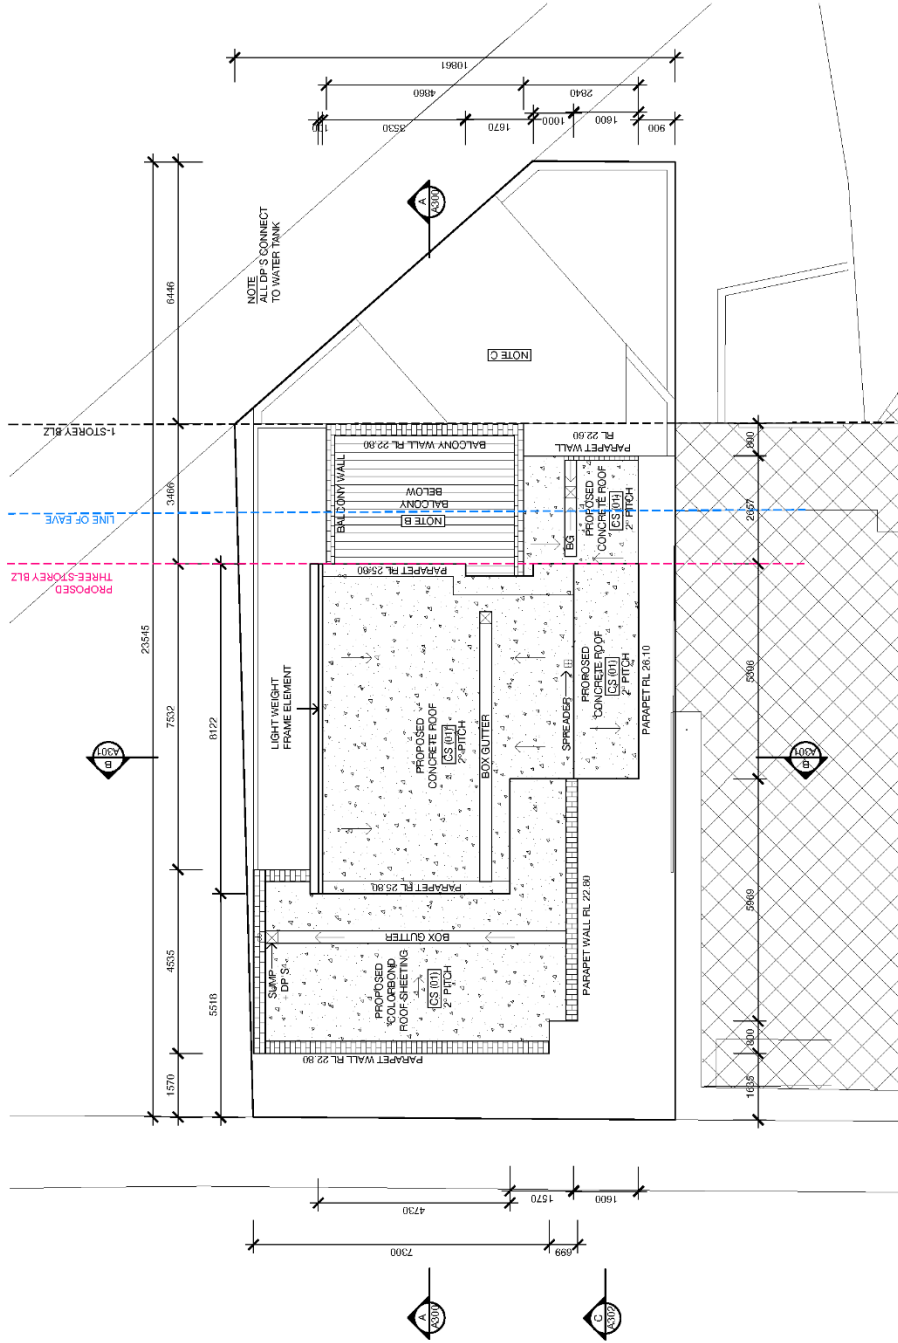 10861
4860
2840
100
3530
1670
1000
1600
900
23545
6446
3466
7532
4535
1570
8122
5518
A
A300
NOTE
ALL DP'S CONNECT
TO WATER TANK
NOTE C
1-STOREY BLZ
LINE OF EAVE
PROPOSED
THREE-STOREY BLZ
BALCONY WALL
BALCONY WALL RL 22.80
BALCONY
BELOW
NOTE B
PARAPET WALL
RL 22.60
BG
PROPOSED
CONCRETE ROOF
CS (01)
2° PITCH
PARAPET RL 25.80
LIGHT WEIGHT
FRAME ELEMENT
PROPOSED
CONCRETE ROOF
CS (01)
2° PITCH
BOX GUTTER
SPREADER
PROPOSED
CONCRETE ROOF
CS (01)
2° PITCH
PARAPET RL 26.10
B
A301
B
A301
PARAPET RL 25.80
BOX GUTTER
SUMP
DP'S
PROPOSED
COLORBOND
ROOF SHEETING
CS (01)
2° PITCH
PARAPET WALL RL 22.80
PARAPET WALL RL 22.80
800
2657
5398
5969
800
1635
4730
1570
1600
7300
699
A
A300
C
A302